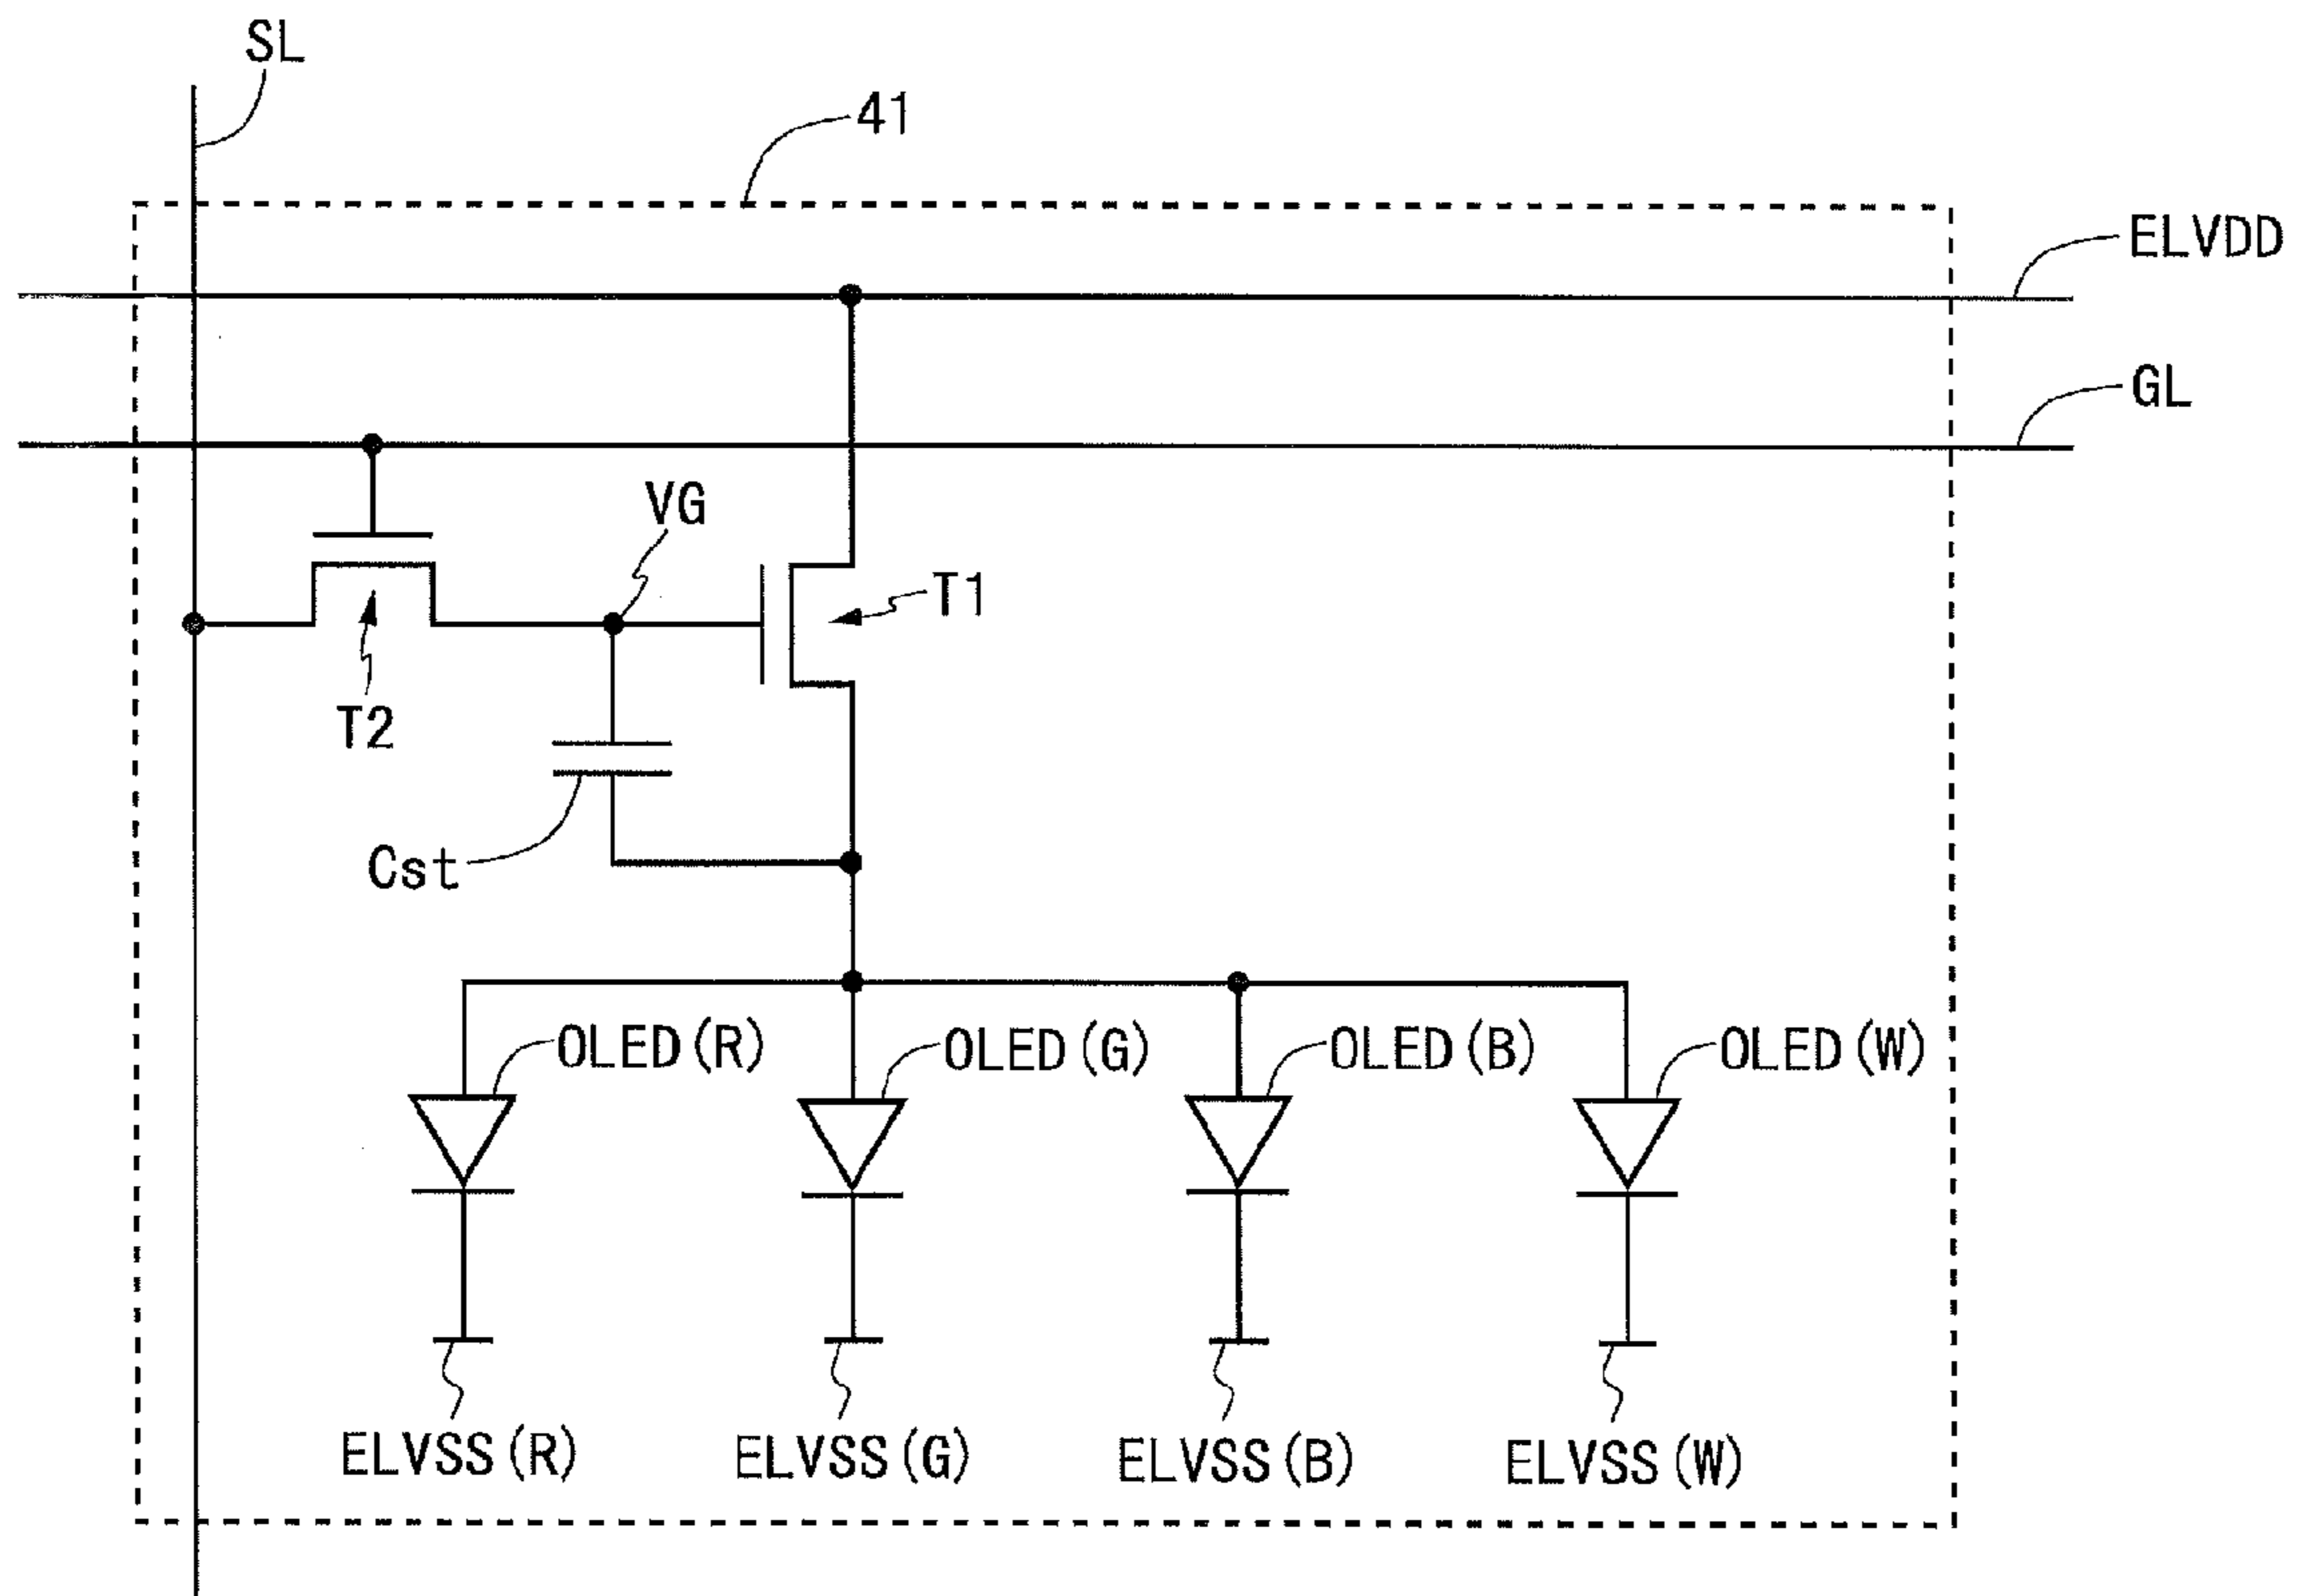 SL
41
ELVDD
GL
VG
T1
T2
Cst
OLED(R)
OLED(G)
OLED(B)
OLED(W)
ELVSS(R)
ELVSS(G)
ELVSS(B)
ELVSS(W)